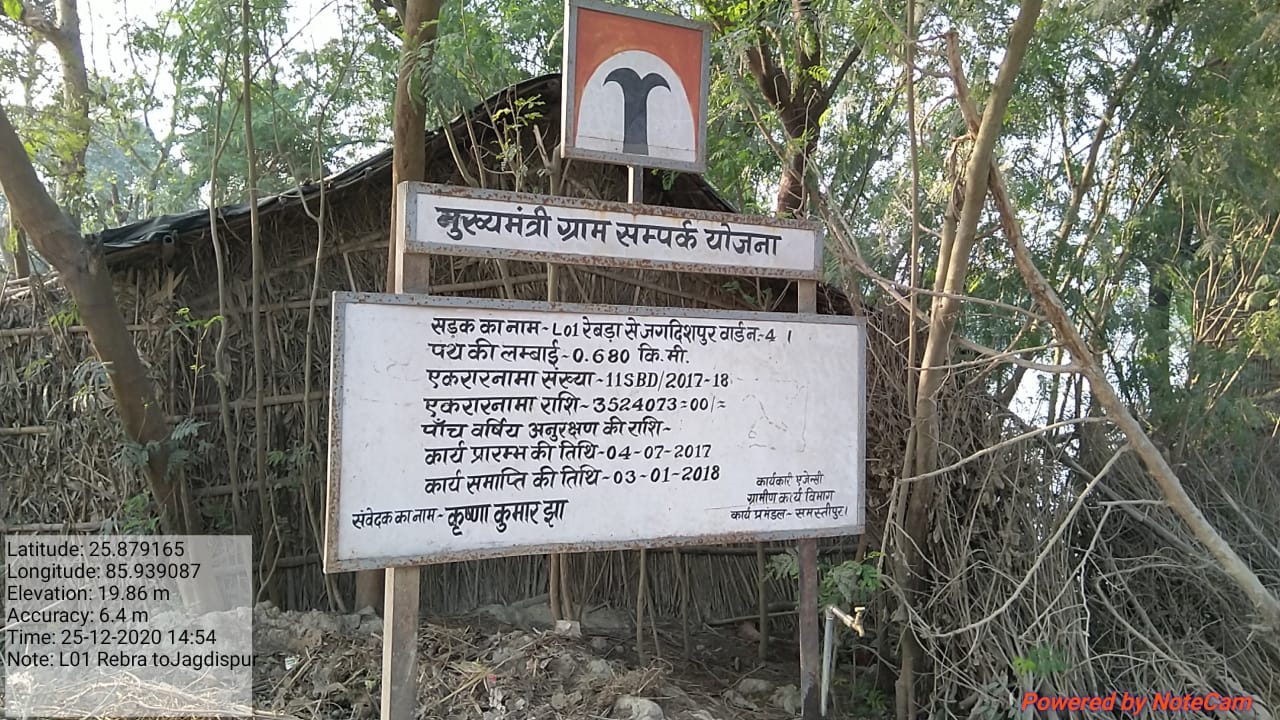 मुख्यमंत्री ग्राम सम्पर्क योजना
सड़क का नाम-L01 रेबड़ा से जगदिशपुर वार्डन-4 ।
पथ की लम्बाई-0.680 कि.मी.
एकरारनामा संख्या-11SBD/2017-18
एकरारनामा राशि-3524073=00/=
पाँच वर्षिय अनुरक्षण की राशि-
कार्य प्रारम्भ की तिथि-04-07-2017
कार्य समाप्ति की तिथि-03-01-2018
संवेदक का नाम- कृष्णा कुमार झा
कार्यकारी एजेन्सी
ग्रामीण कार्य विभाग
कार्य प्रमंडल- समस्तीपुर।
Latitude: 25.879165
Longitude: 85.939087
Elevation: 19.86 m
Accuracy: 6.4 m
Time: 25-12-2020 14:54
Note: L01 Rebra toJagdispur
Powered by NoteCam